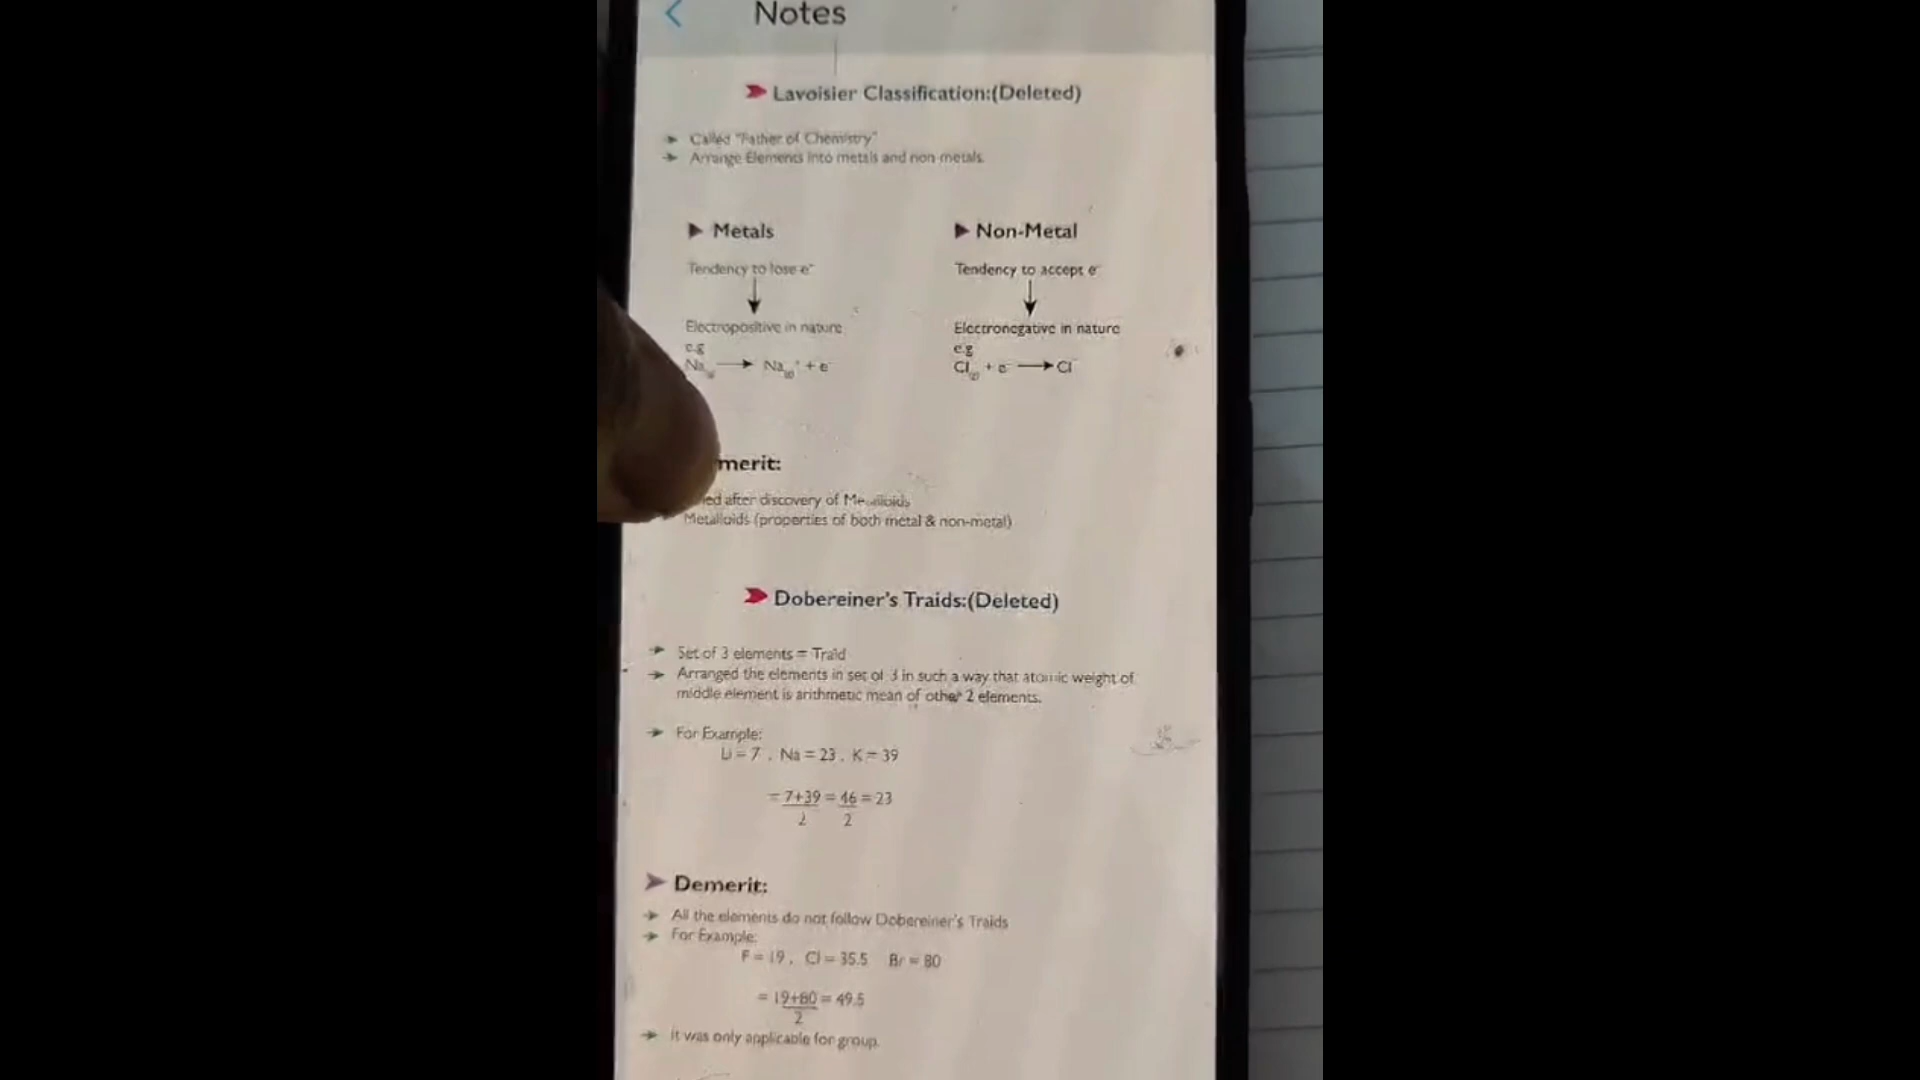 Notes
Lavoisier Classification:(Deleted)
Called "Father of Chemistry"
Arrange Elements into metals and non-metals.
Metals
Tendency to lose e⁻
Electropositive in nature
e.g
Na → Na⁺ + e⁻
Non-Metal
Tendency to accept e⁻
Electronegative in nature
e.g
Cl + e⁻ → Cl⁻
merit:
after discovery of Metalloids
Metalloids (properties of both metal & non-metal)
Dobereiner's Traids:(Deleted)
Set of 3 elements = Traid
Arranged the elements in set of 3 in such a way that atomic weight of
middle element is arithmetic mean of other 2 elements.
For Example:
Li = 7 , Na = 23 , K = 39
= 7+39 = 46 = 23
2 2
Demerit:
All the elements do not follow Dobereiner's Traids
For Example:
F = 19 , Cl = 35.5 Br = 80
= 19+80 = 49.5
2
It was only applicable for group.